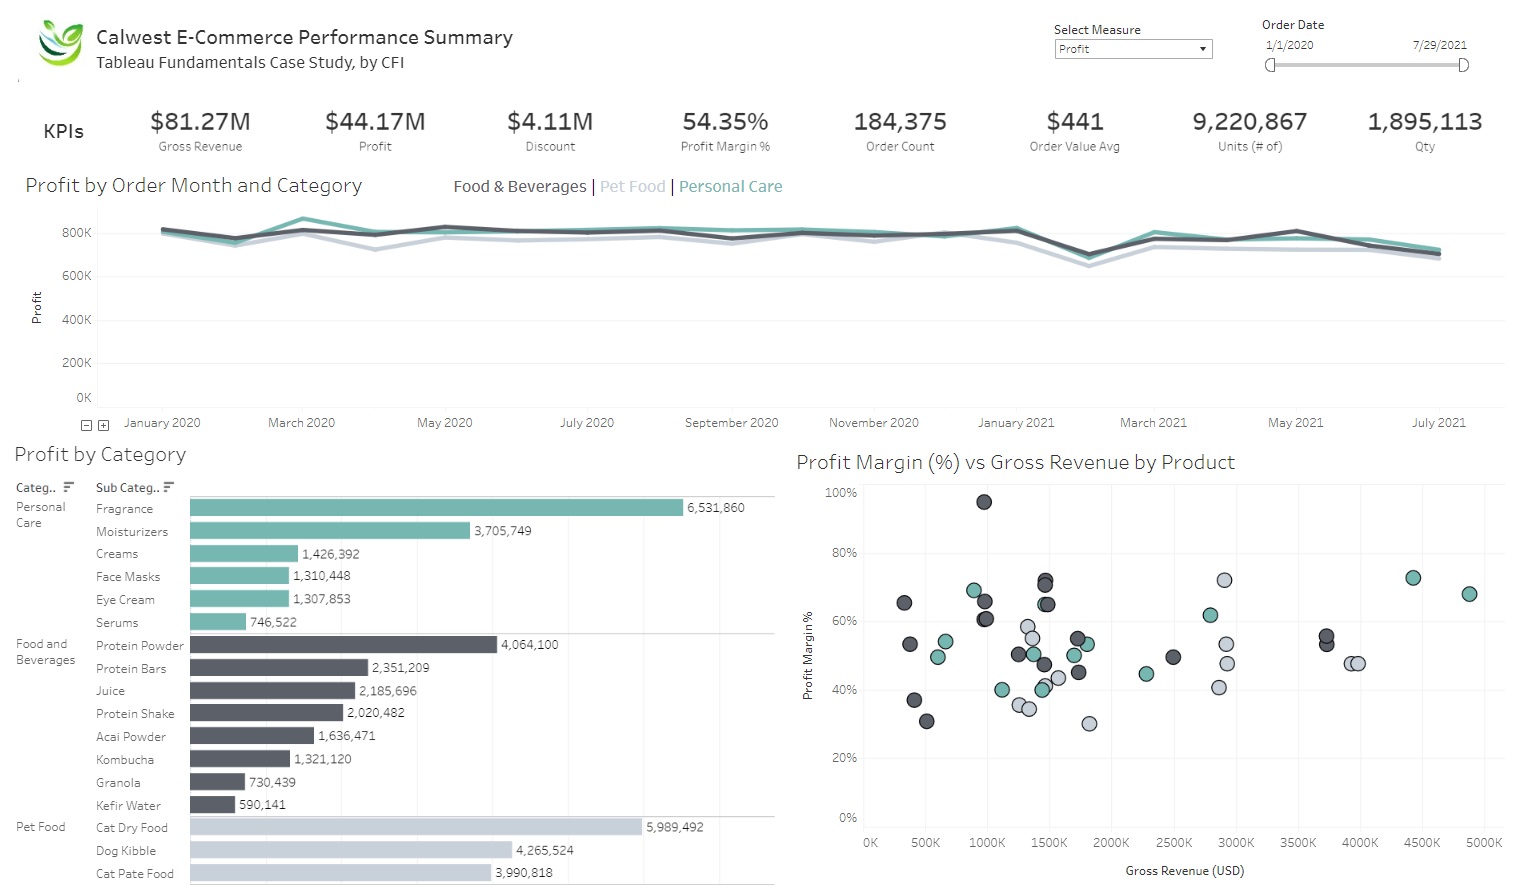 Calwest E-Commerce Performance Summary
Tableau Fundamentals Case Study, by CFI
Select Measure
Profit
Order Date
1/1/2020 7/29/2021
KPIs
$81.27M $44.17M $4.11M 54.35% 184,375 $441 9,220,867 1,895,113
Gross Revenue Profit Discount Profit Margin % Order Count Order Value Avg Units (# of) Qty
Profit by Order Month and Category
Food & Beverages | Pet Food | Personal Care
Profit
800K
600K
400K
200K
0K
January 2020 March 2020 May 2020 July 2020 September 2020 November 2020 January 2021 March 2021 May 2021 July 2021
Profit by Category
Categ.. Sub Categ..
Personal Care
Fragrance 6,531,860
Moisturizers 3,705,749
Creams 1,426,392
Face Masks 1,310,448
Eye Cream 1,307,853
Serums 746,522
Food and Beverages
Protein Powder 4,064,100
Protein Bars 2,351,209
Juice 2,185,696
Protein Shake 2,020,482
Acai Powder 1,636,471
Kombucha 1,321,120
Granola 730,439
Kefir Water 590,141
Pet Food
Cat Dry Food 5,989,492
Dog Kibble 4,265,524
Cat Pate Food 3,990,818
Profit Margin (%) vs Gross Revenue by Product
Profit Margin %
100%
80%
60%
40%
20%
0%
0K 500K 1000K 1500K 2000K 2500K 3000K 3500K 4000K 4500K 5000K
Gross Revenue (USD)